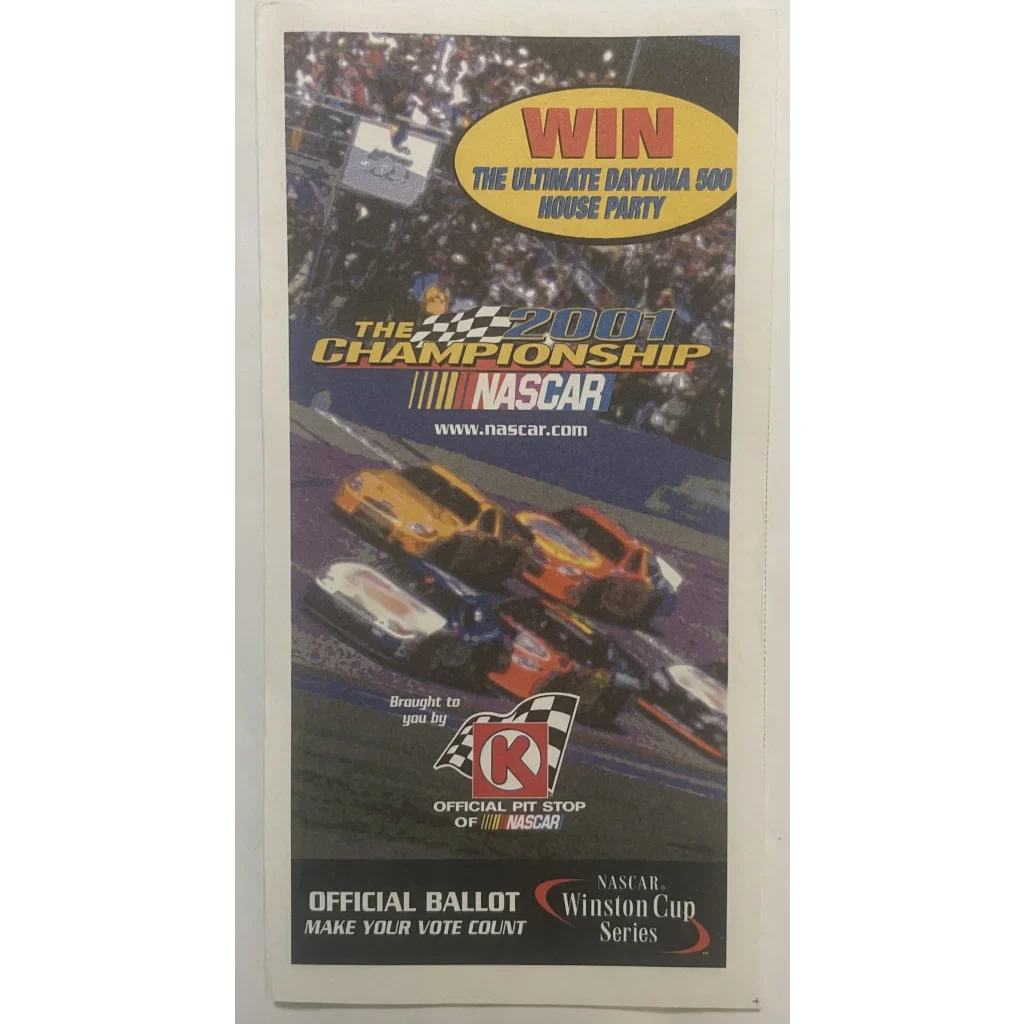 WIN
THE ULTIMATE DAYTONA 500
HOUSE PARTY
THE 2001
CHAMPIONSHIP
NASCAR
www.nascar.com
Brought to
you by
K
OFFICIAL PIT STOP
OF NASCAR
OFFICIAL BALLOT
MAKE YOUR VOTE COUNT
NASCAR®
Winston Cup
Series™